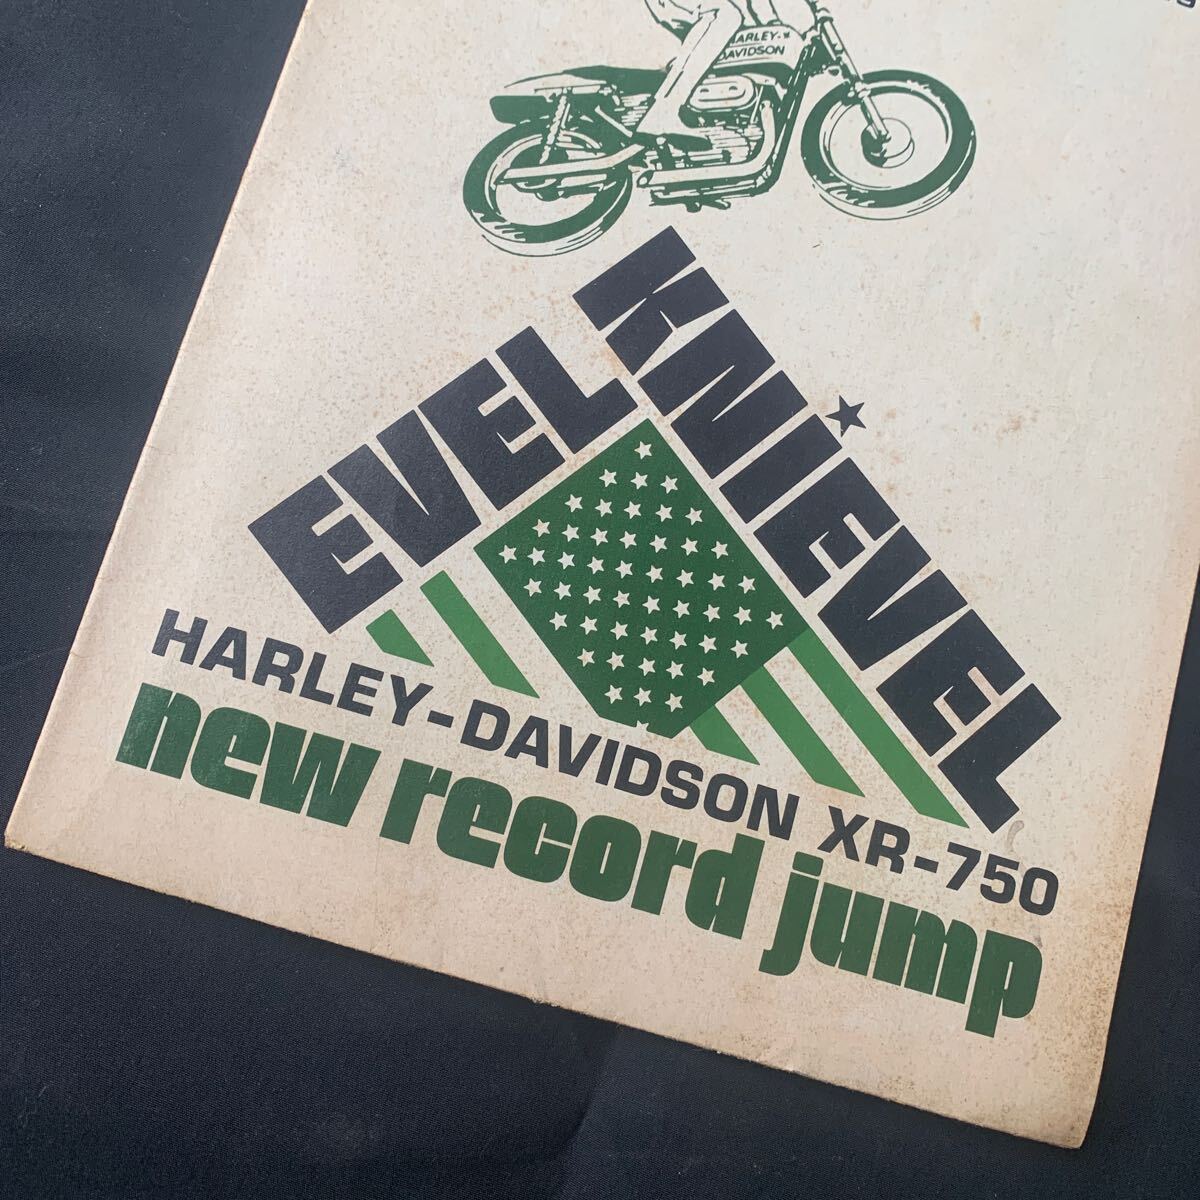 HARLEY-
DAVIDSON
EVEL
KNiEVEL
HARLEY-DAVIDSON XR-750
new record jump